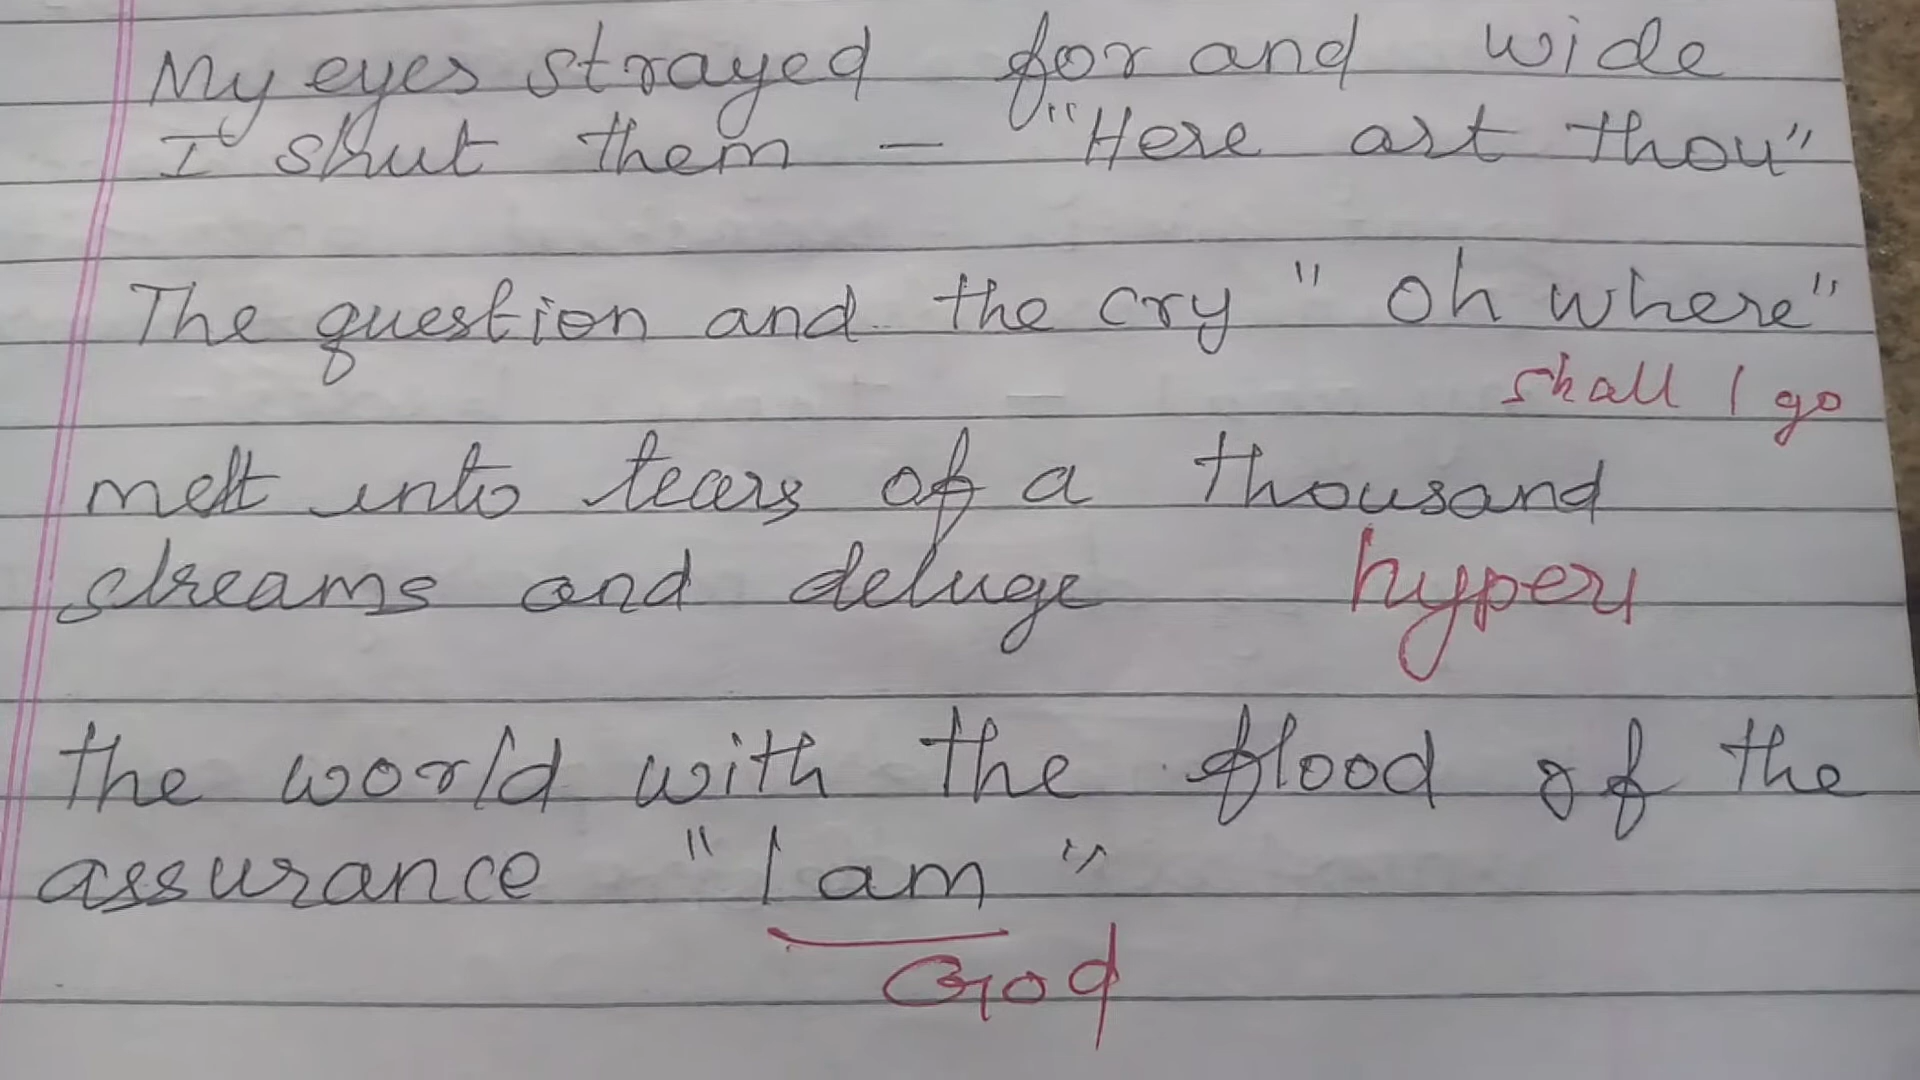 My eyes strayed for and wide
I shut them - "Here art thou"
The question and the cry "Oh where"
shall I go
melt into tears of a thousand
streams and deluge hyper
the world with the flood of the
assurance "I am"
God